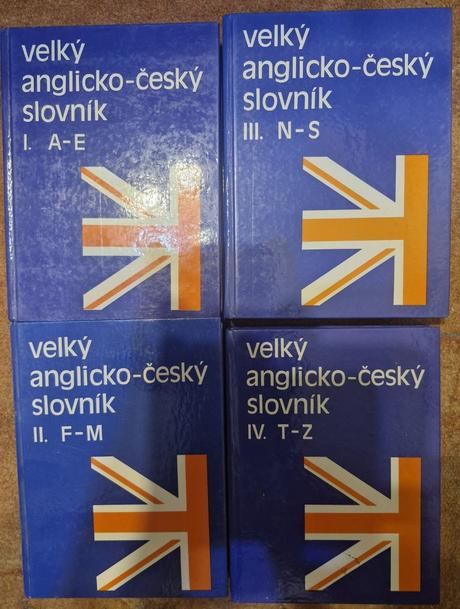 velký
anglicko-český
slovník
I. A-E
velký
anglicko-český
slovník
III. N-S
velký
anglicko-český
slovník
II. F-M
velký
anglicko-český
slovník
IV. T-Z